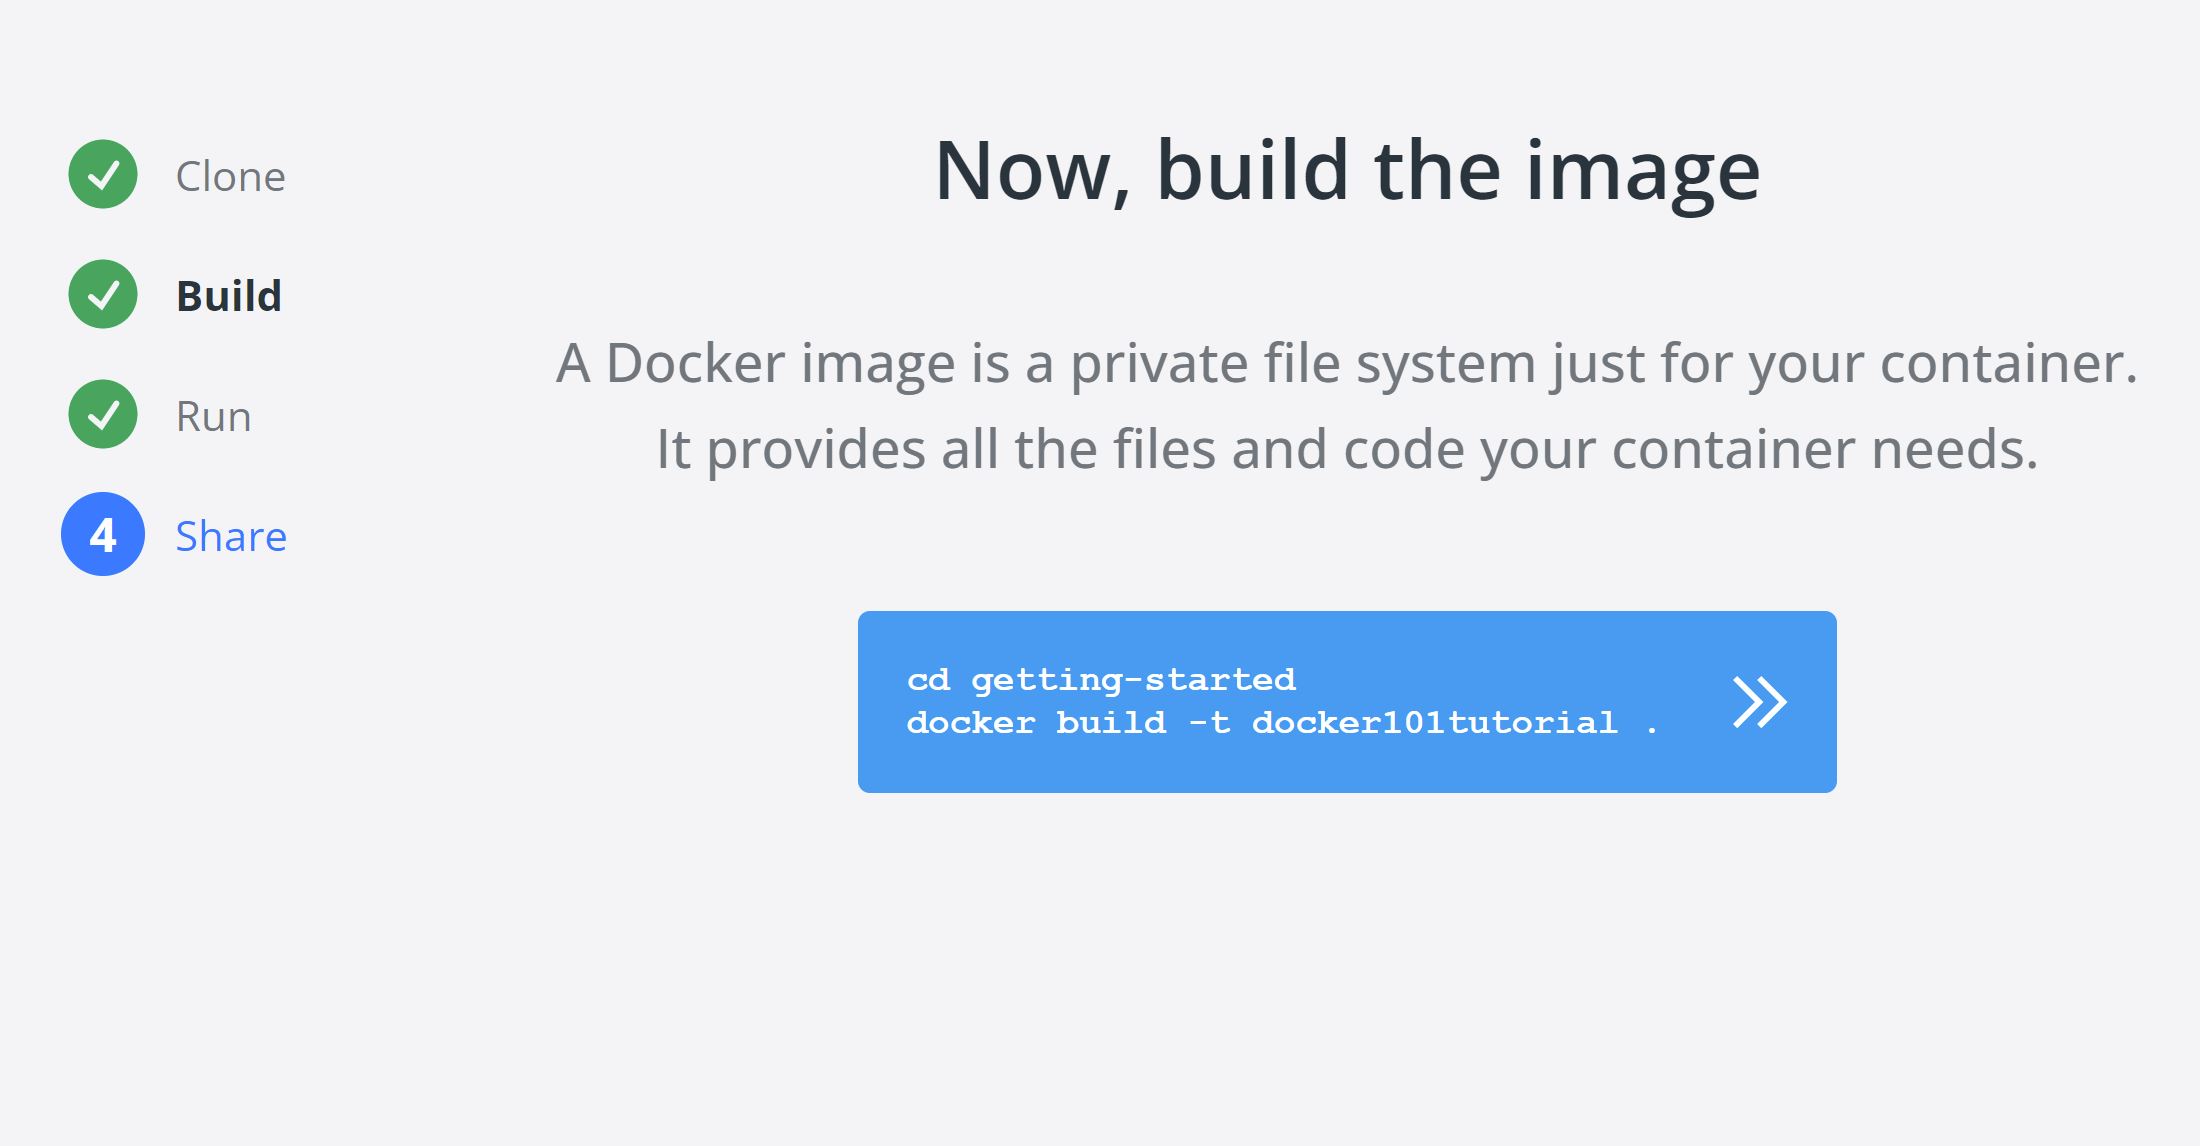 Clone
Build
Run
4 Share
Now, build the image
A Docker image is a private file system just for your container.
It provides all the files and code your container needs.
cd getting-started
docker build -t docker101tutorial .